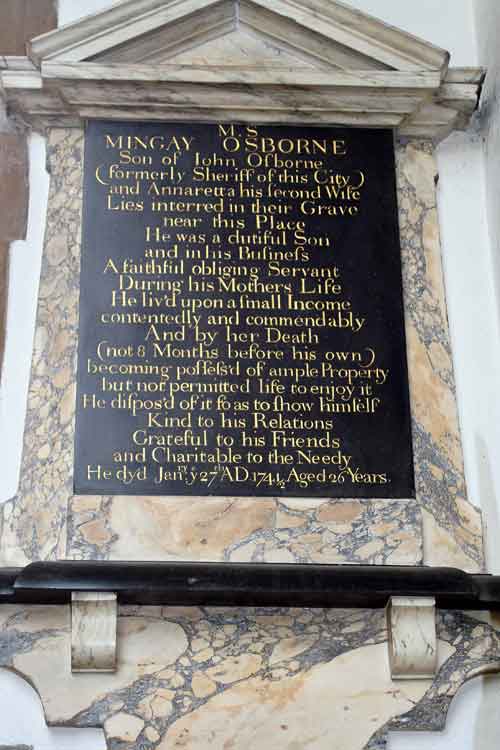 M.S
MINGAY OSBORNE
Son of John Oſborne
(formerly Sheriff of this City)
and Annaretta his ſecond Wife
Lies interred in their Grave
near this Place
He was a dutiful Son
and in his Buſineſs
A faithful obliging Servant
During his Mothers Life
He liv'd upon a ſmall Income
contentedly and commendably
And by her Death
(not 8 Months before his own)
becoming poſſeſs'd of ample Property
but not permitted life to enjoy it
He diſpos'd of it ſo as to ſhow himſelf
Kind to his Relations
Grateful to his Friends
and Charitable to the Needy
He dy'd Janry. y 27th AD. 174½ Aged 26 Years.